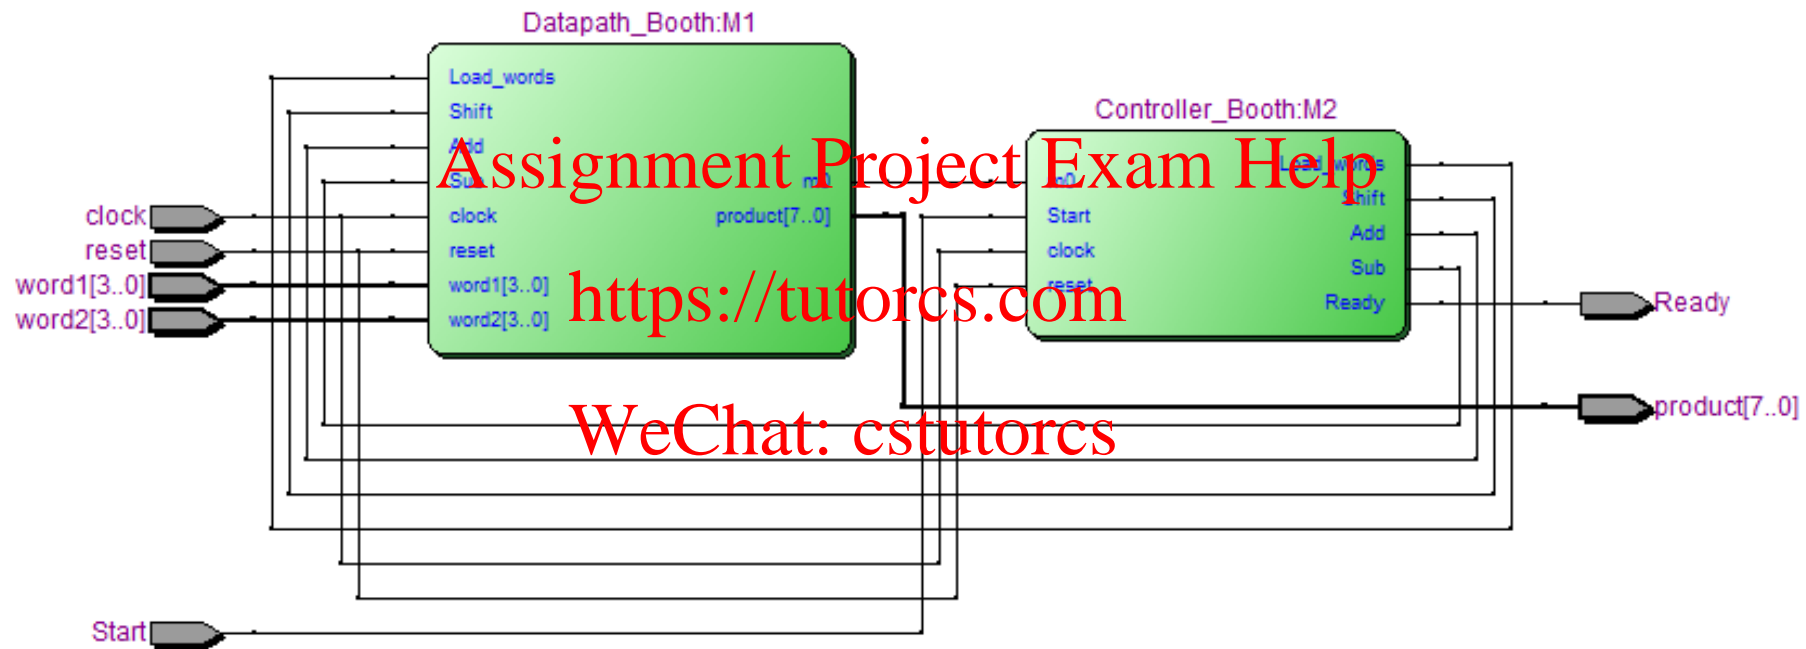 Datapath_Booth:M1
Load_words
Shift
Add
Sub
clock
reset
word1[3..0]
word2[3..0]
m0
product[7..0]
Controller_Booth:M2
m0
Start
clock
reset
Load_words
Shift
Add
Sub
Ready
clock
reset
word1[3..0]
word2[3..0]
Start
Ready
product[7..0]
Assignment Project Exam Help
https://tutorcs.com
WeChat: cstutorcs